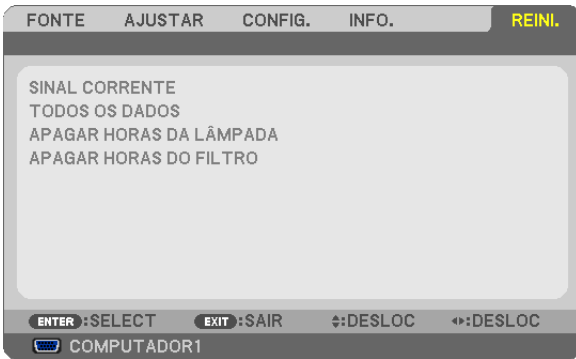 FONTE AJUSTAR CONFIG. INFO. REINI.
SINAL CORRENTE
TODOS OS DADOS
APAGAR HORAS DA LÂMPADA
APAGAR HORAS DO FILTRO
ENTER :SELECT EXIT :SAIR :DESLOC :DESLOC
COMPUTADOR1